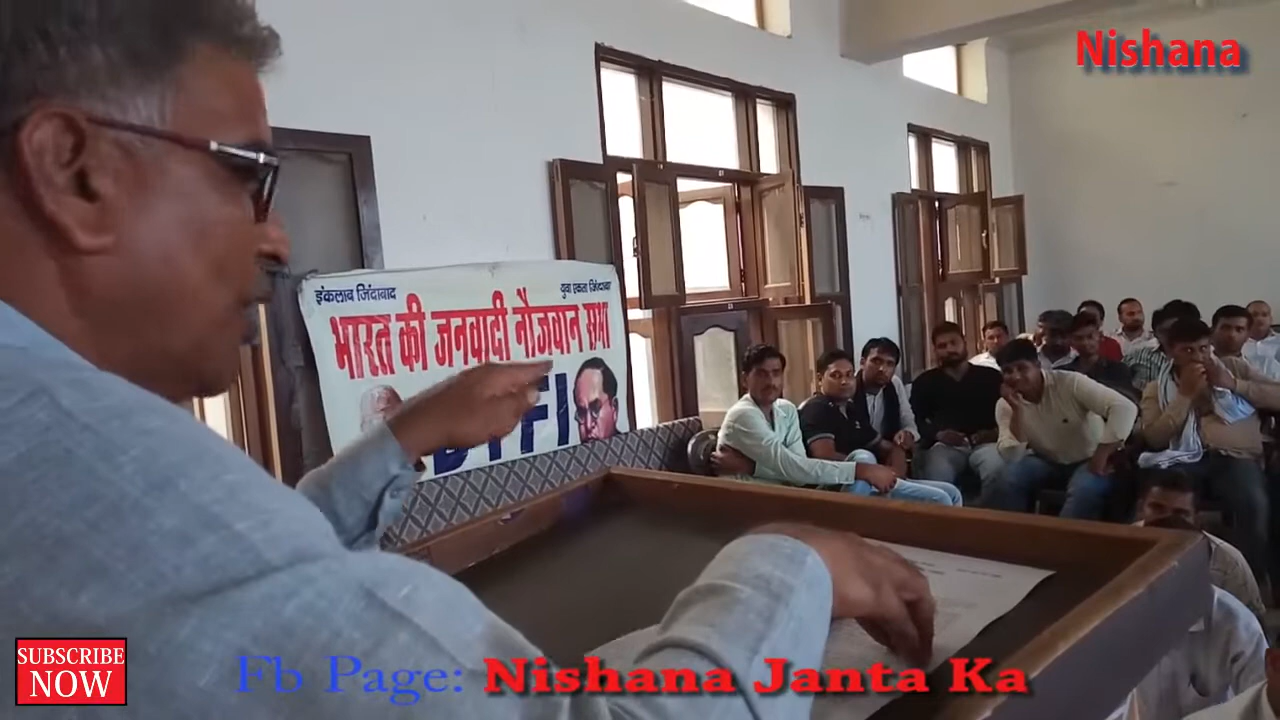 Nishana
इंकलाब जिंदाबाद
युवा एकता जिंदाबाद
भारत की जनवादी नौजवान सभा
DYFI
SUBSCRIBE
NOW
Fb Page: Nishana Janta Ka